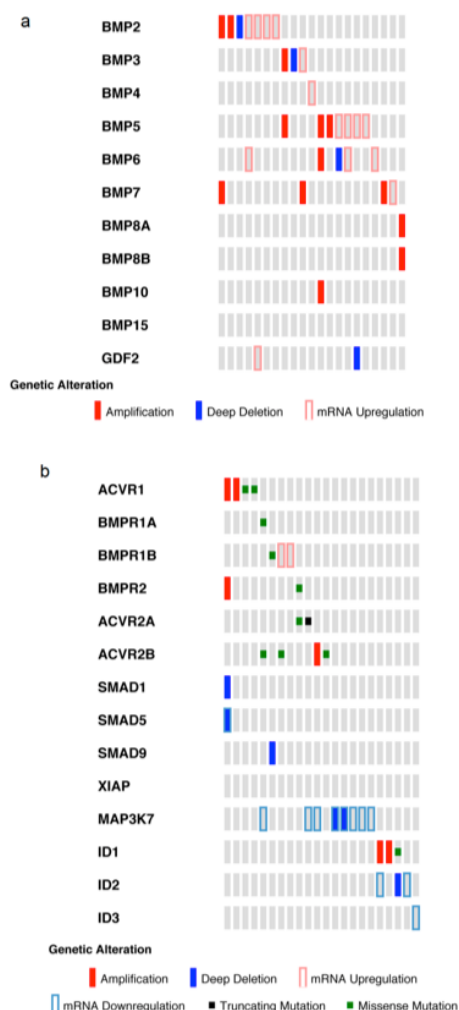 a
BMP2
BMP3
BMP4
BMP5
BMP6
BMP7
BMP8A
BMP8B
BMP10
BMP15
GDF2
Genetic Alteration
Amplification Deep Deletion mRNA Upregulation
b
ACVR1
BMPR1A
BMPR1B
BMPR2
ACVR2A
ACVR2B
SMAD1
SMAD5
SMAD9
XIAP
MAP3K7
ID1
ID2
ID3
Genetic Alteration
Amplification Deep Deletion mRNA Upregulation
mRNA Downregulation Truncating Mutation Missense Mutation